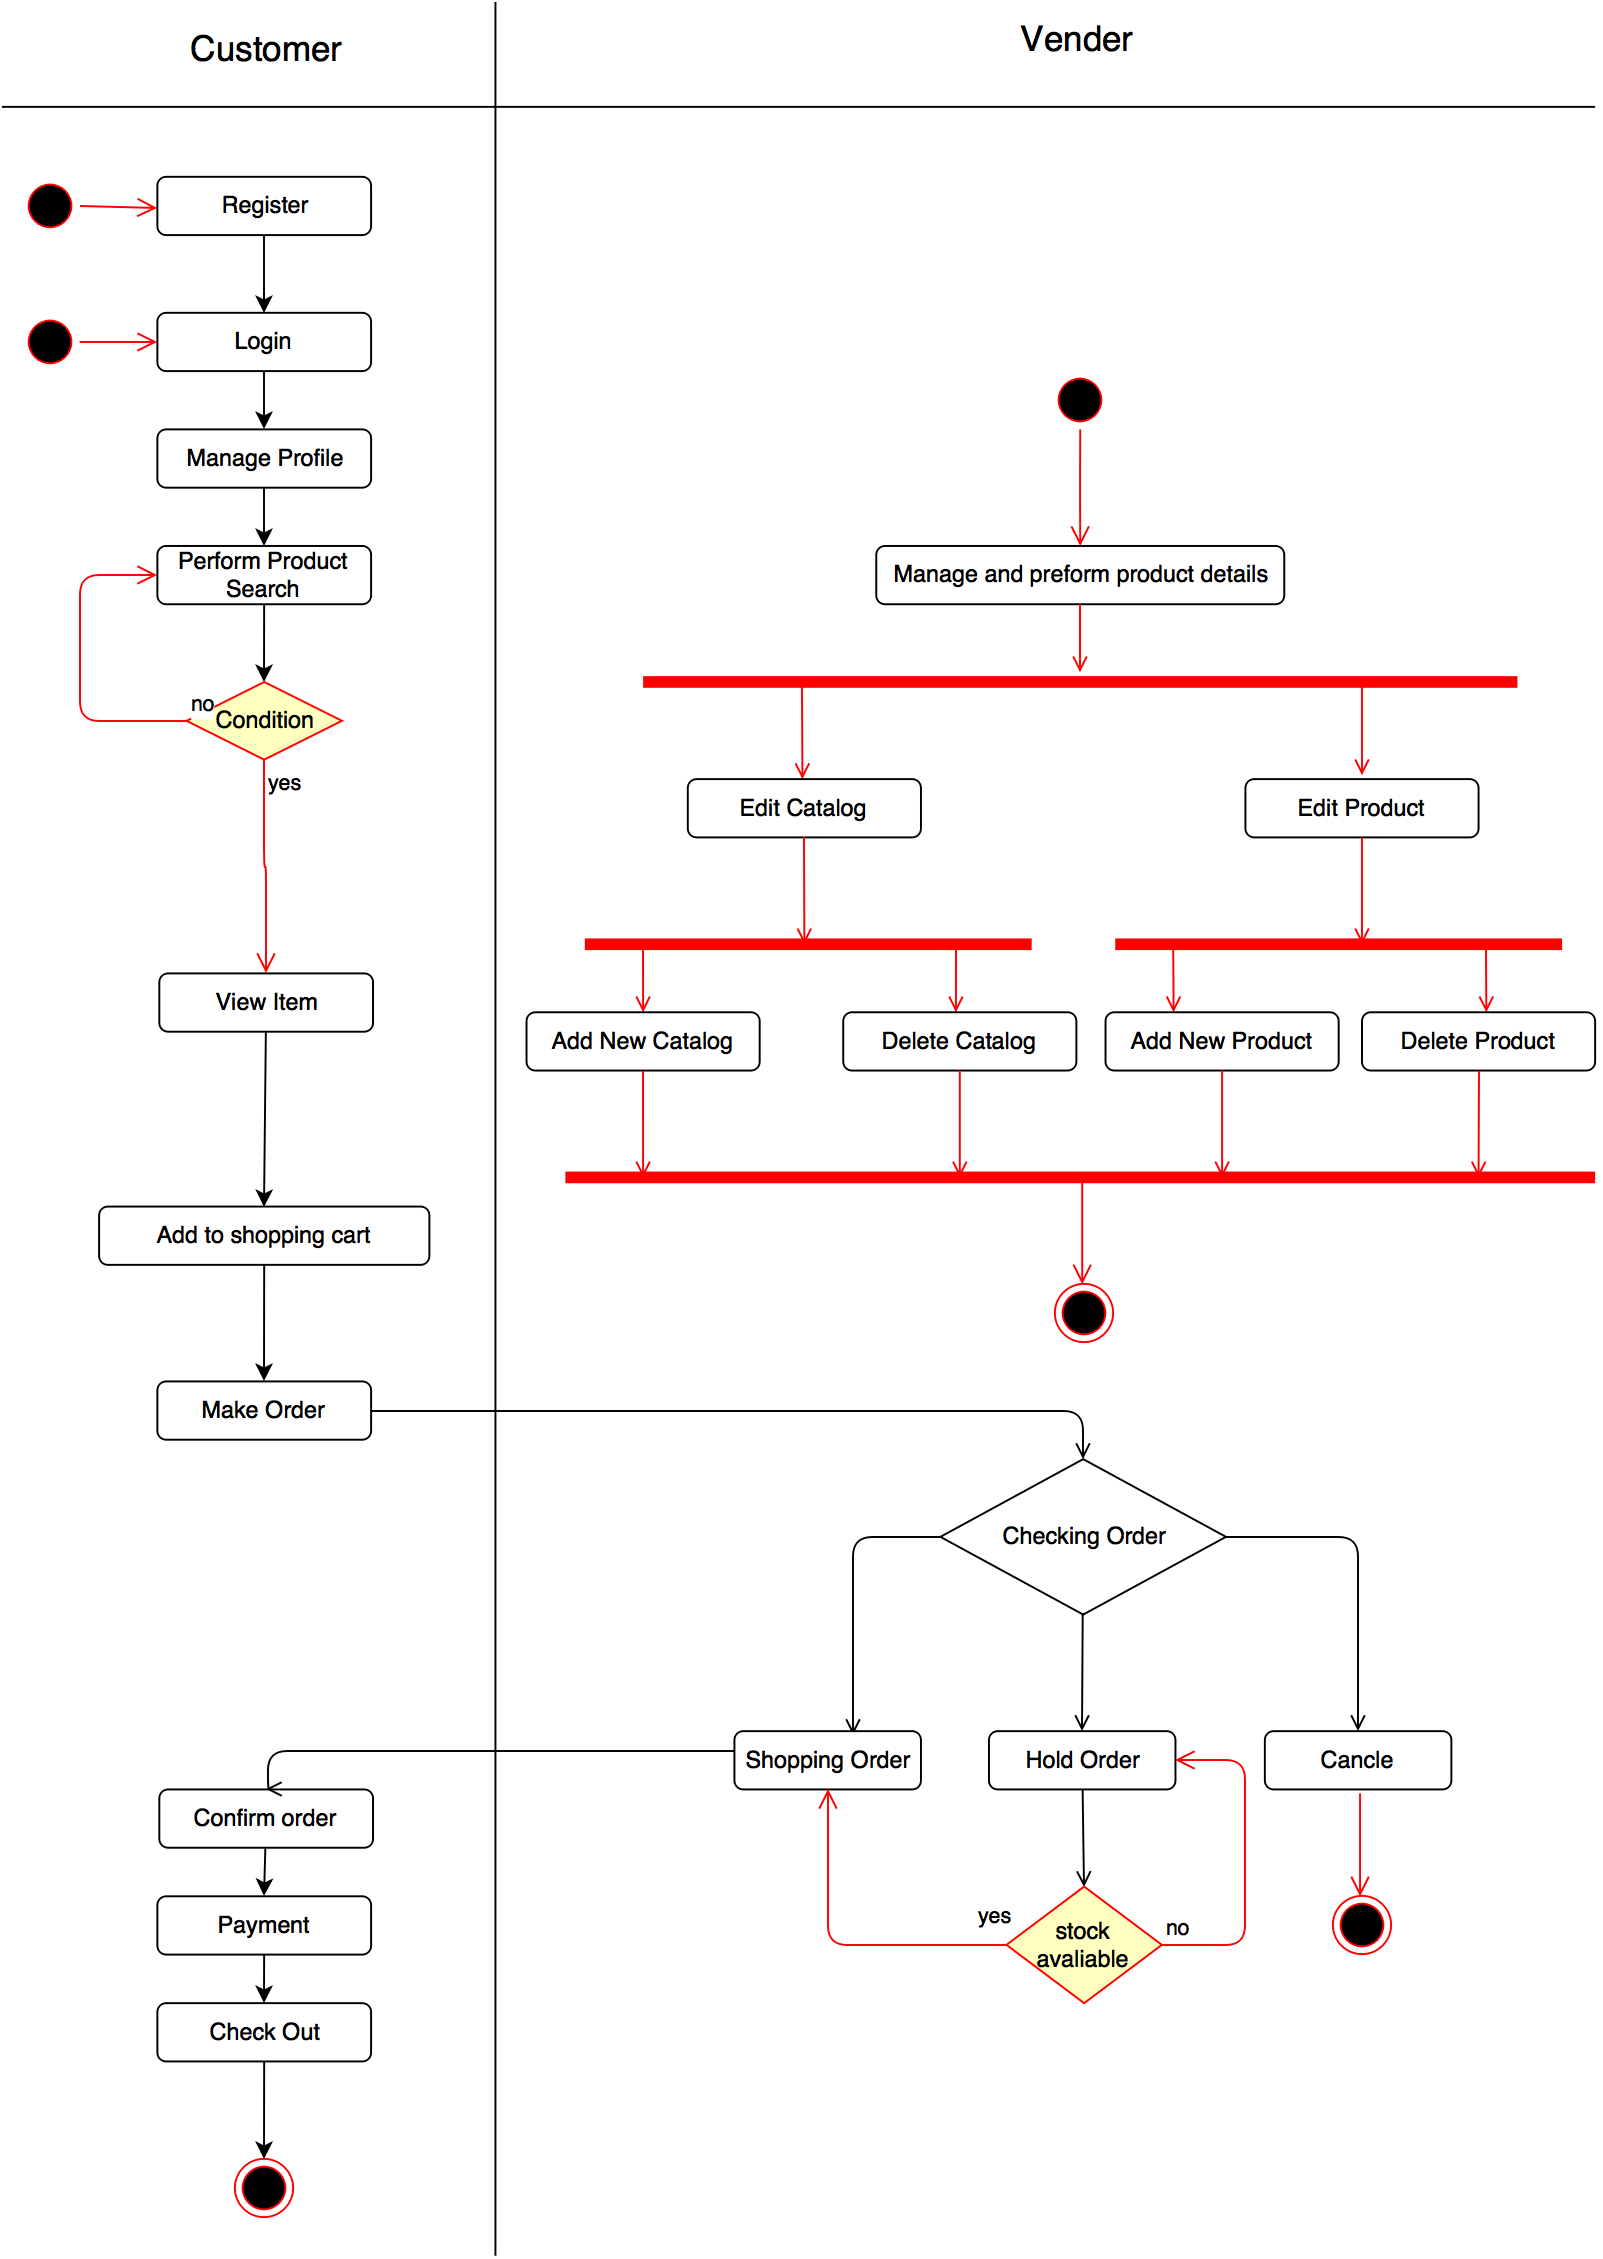 Customer
Vender
Register
Login
Manage Profile
Perform Product
Search
no
Condition
yes
View Item
Add to shopping cart
Make Order
Manage and preform product details
Edit Catalog
Edit Product
Add New Catalog
Delete Catalog
Add New Product
Delete Product
Checking Order
Shopping Order
Hold Order
Cancle
yes
stock
avaliable
no
Confirm order
Payment
Check Out